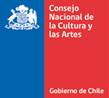 Consejo
Nacional de
la Cultura y
las Artes
Gobierno de Chile